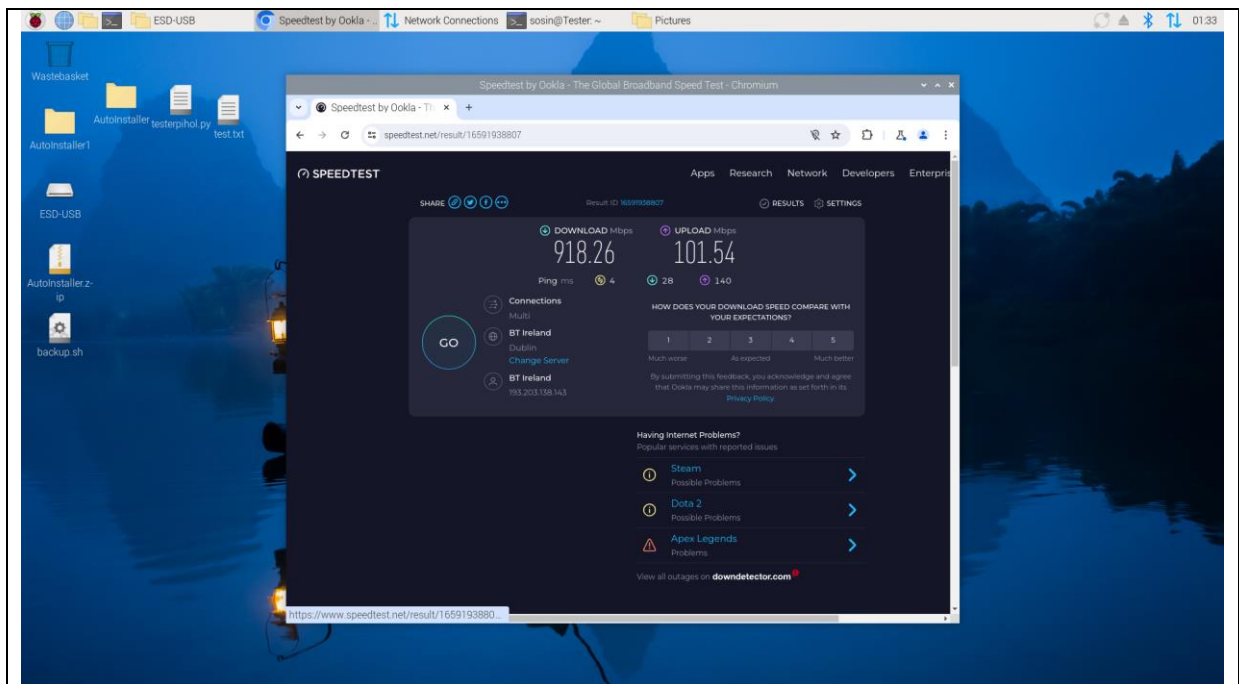 ESD-USB
Speedtest by Ookla - ...
Network Connections
sosin@Tester: ~
Pictures
01:33
Wastebasket
AutoInstaller
testerpihol.py
test.txt
AutoInstaller1
ESD-USB
AutoInstaller.z-
ip
backup.sh
Speedtest by Ookla - The Global Broadband Speed Test - Chromium
Speedtest by Ookla - Th
speedtest.net/result/16591938807
SPEEDTEST
Apps Research Network Developers Enterpris
SHARE
Result ID 16591938807
RESULTS
SETTINGS
DOWNLOAD Mbps
UPLOAD Mbps
918.26
101.54
Ping ms 4 28 140
GO
Connections
Multi
BT Ireland
Dublin
Change Server
BT Ireland
193.203.138.143
HOW DOES YOUR DOWNLOAD SPEED COMPARE WITH
YOUR EXPECTATIONS?
1 2 3 4 5
Much worse As expected Much better
By submitting this feedback, you acknowledge and agree
that Ookla may share this information as set forth in its
Privacy Policy
Having Internet Problems?
Popular services with reported issues
Steam
Possible Problems
Dota 2
Possible Problems
Apex Legends
Problems
View all outages on downdetector.com
https://www.speedtest.net/result/1659193880...